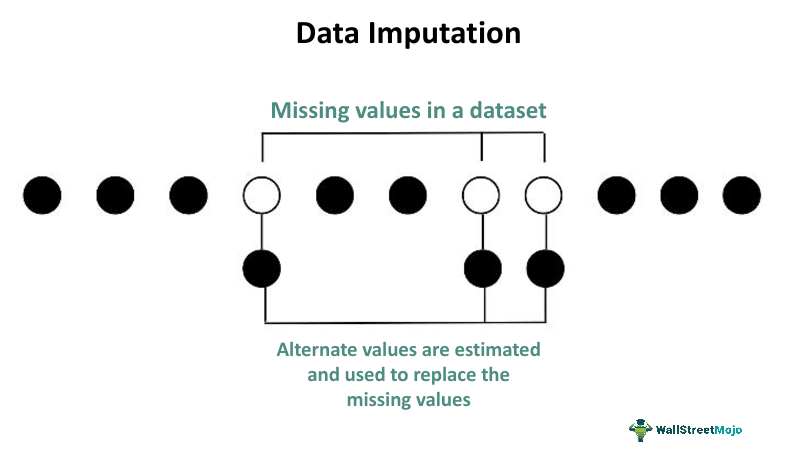 Data Imputation
Missing values in a dataset
Alternate values are estimated
and used to replace the
missing values
WallStreetMojo